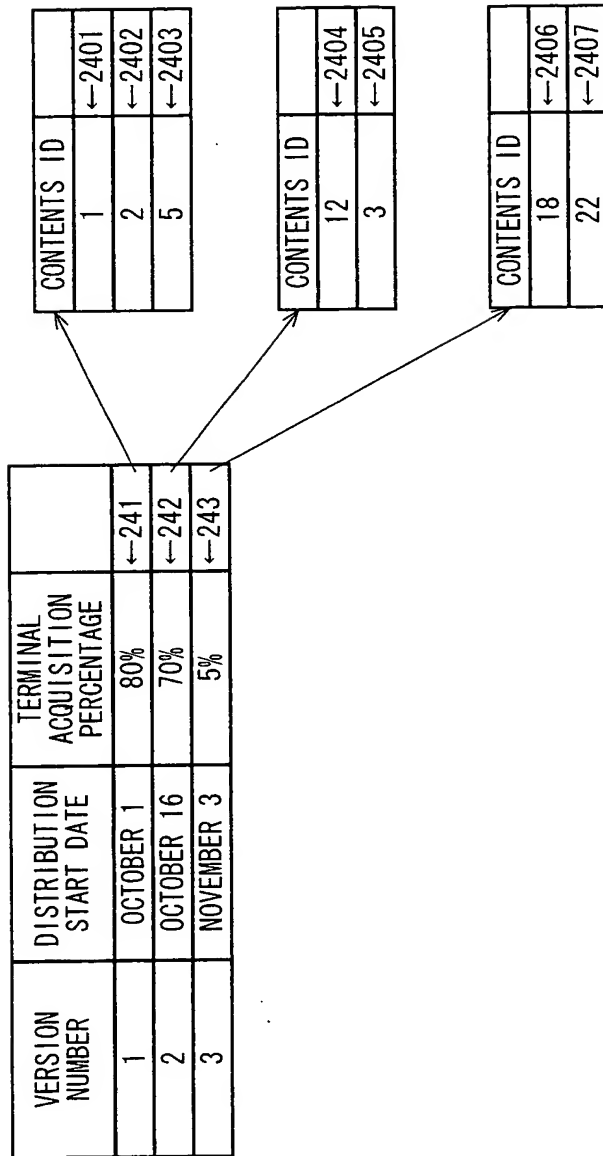 VERSION NUMBER | DISTRIBUTION START DATE | TERMINAL ACQUISITION PERCENTAGE
1 | OCTOBER 1 | 80% | ←241
2 | OCTOBER 16 | 70% | ←242
3 | NOVEMBER 3 | 5% | ←243
CONTENTS ID
1 | ←2401
2 | ←2402
5 | ←2403
CONTENTS ID
12 | ←2404
3 | ←2405
CONTENTS ID
18 | ←2406
22 | ←2407